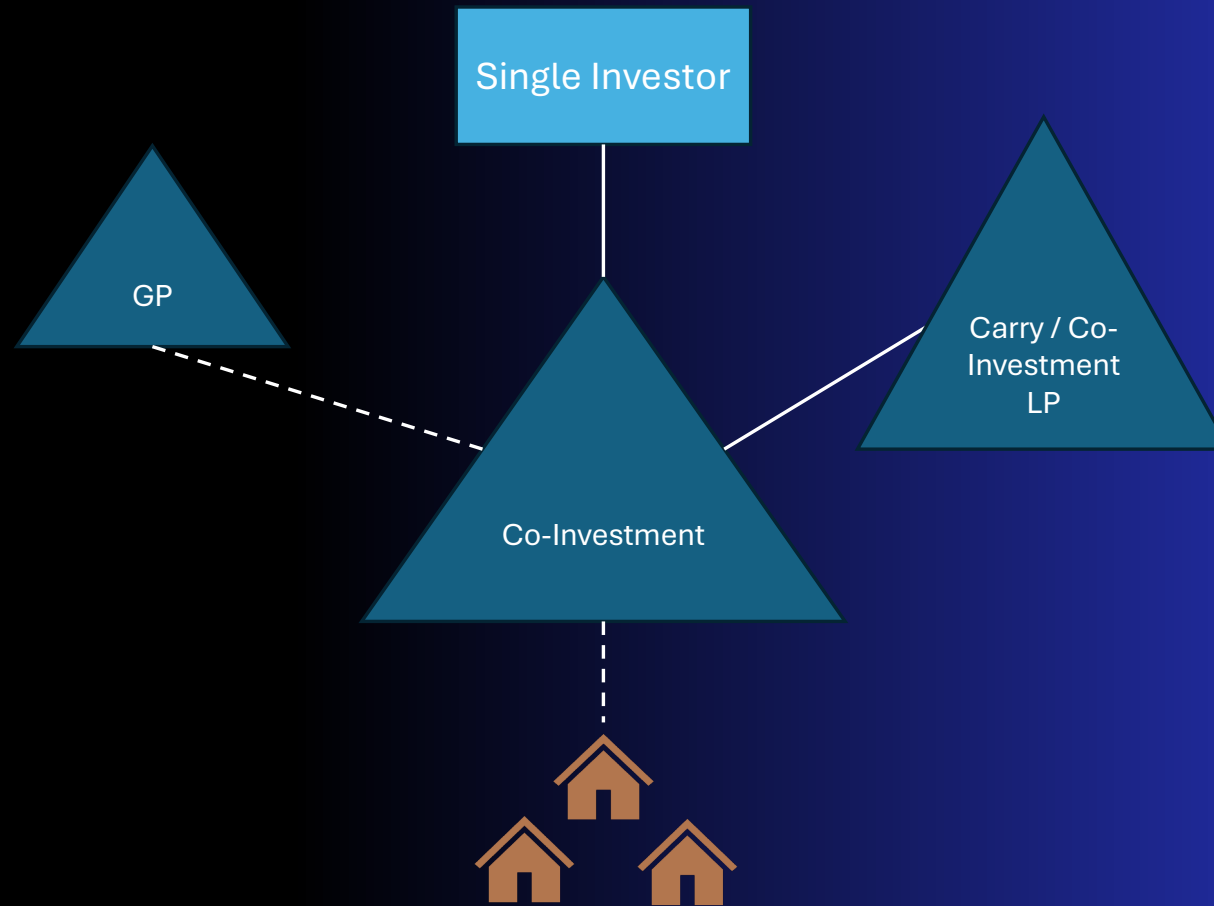 Single Investor
GP
Carry / Co-
Investment
LP
Co-Investment